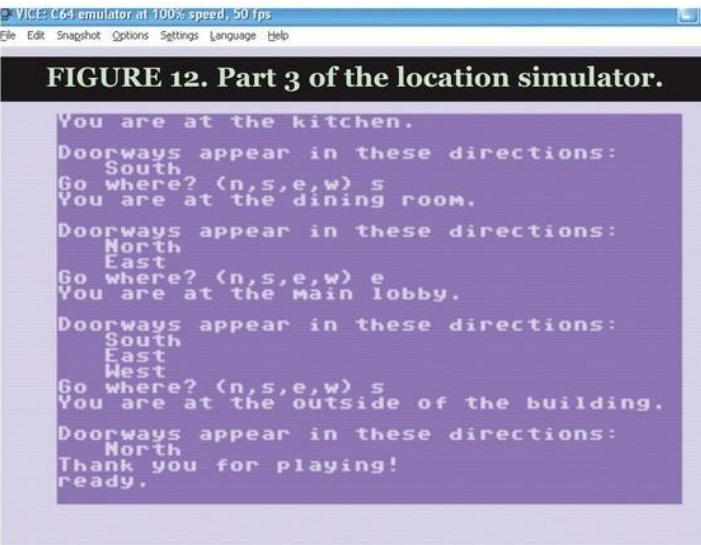 VICE: C64 emulator at 100% speed, 50 fps
File Edit Snapshot Options Settings Language Help
FIGURE 12. Part 3 of the location simulator.
You are at the kitchen.
Doorways appear in these directions:
South
Go where? (n,s,e,w) s
You are at the dining room.
Doorways appear in these directions:
North
East
Go where? (n,s,e,w) e
You are at the main lobby.
Doorways appear in these directions:
South
East
West
Go where? (n,s,e,w) s
You are at the outside of the building.
Doorways appear in these directions:
North
Thank you for playing!
ready.